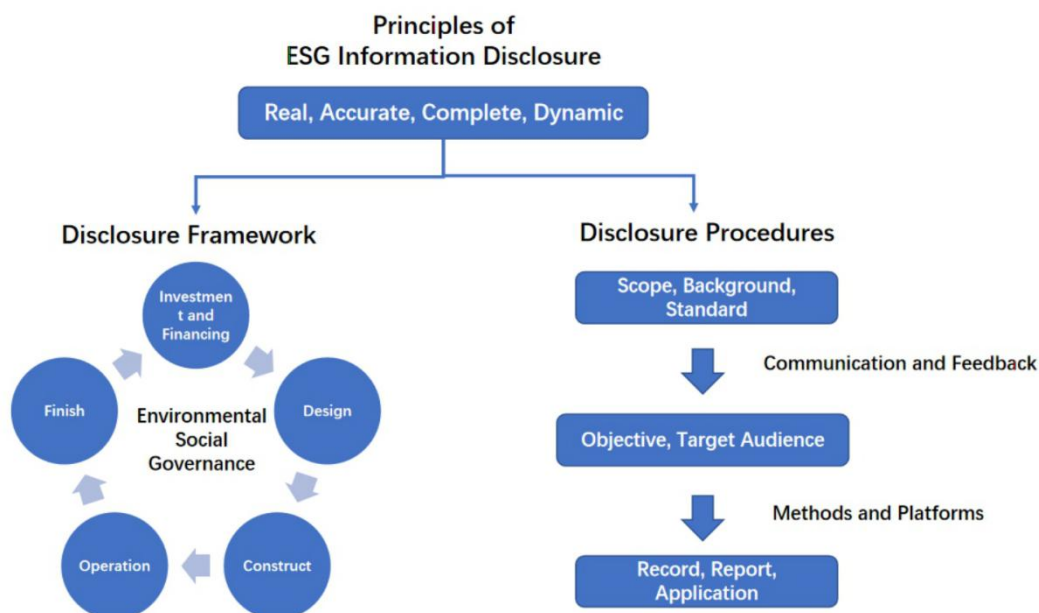 Principles of
ESG Information Disclosure
Real, Accurate, Complete, Dynamic
Disclosure Framework
Investmen
t and
Financing
Design
Construct
Operation
Finish
Environmental
Social
Governance
Disclosure Procedures
Scope, Background,
Standard
Communication and Feedback
Objective, Target Audience
Methods and Platforms
Record, Report,
Application